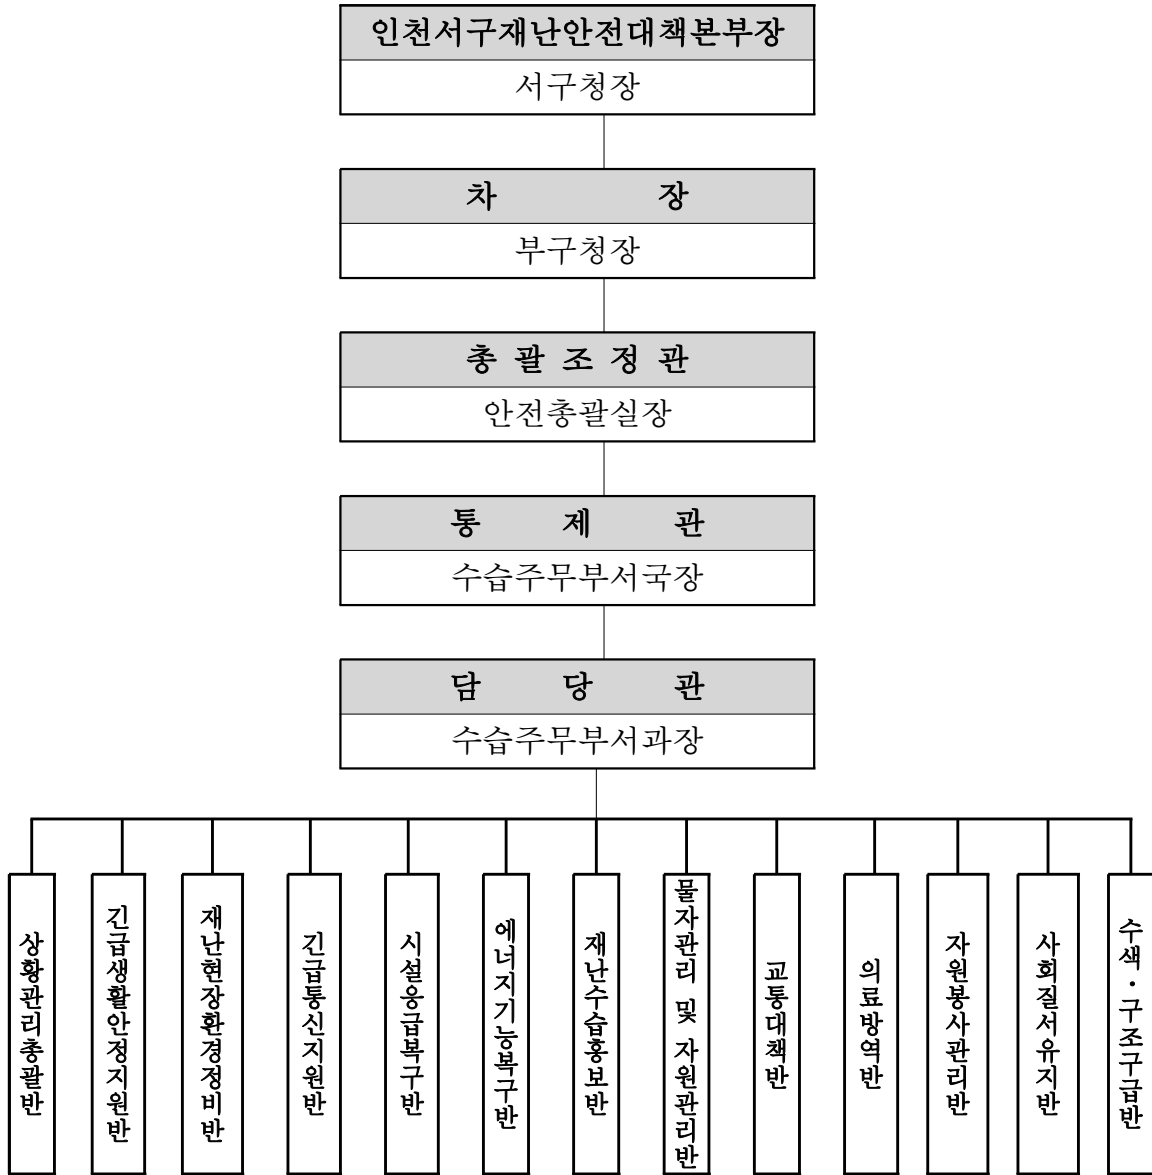 인천서구재난안전대책본부장
서구청장
차 장
부구청장
총 괄 조 정 관
안전총괄실장
통 제 관
수습주무부서국장
담 당 관
수습주무부서과장
상황관리총괄반
긴급생활안정지원반
재난현장환경정비반
긴급통신지원반
시설응급복구반
에너지기능복구반
재난수습홍보반
물자관리 및 자원관리반
교통대책반
의료방역반
자원봉사관리반
사회질서유지반
수색·구조구급반